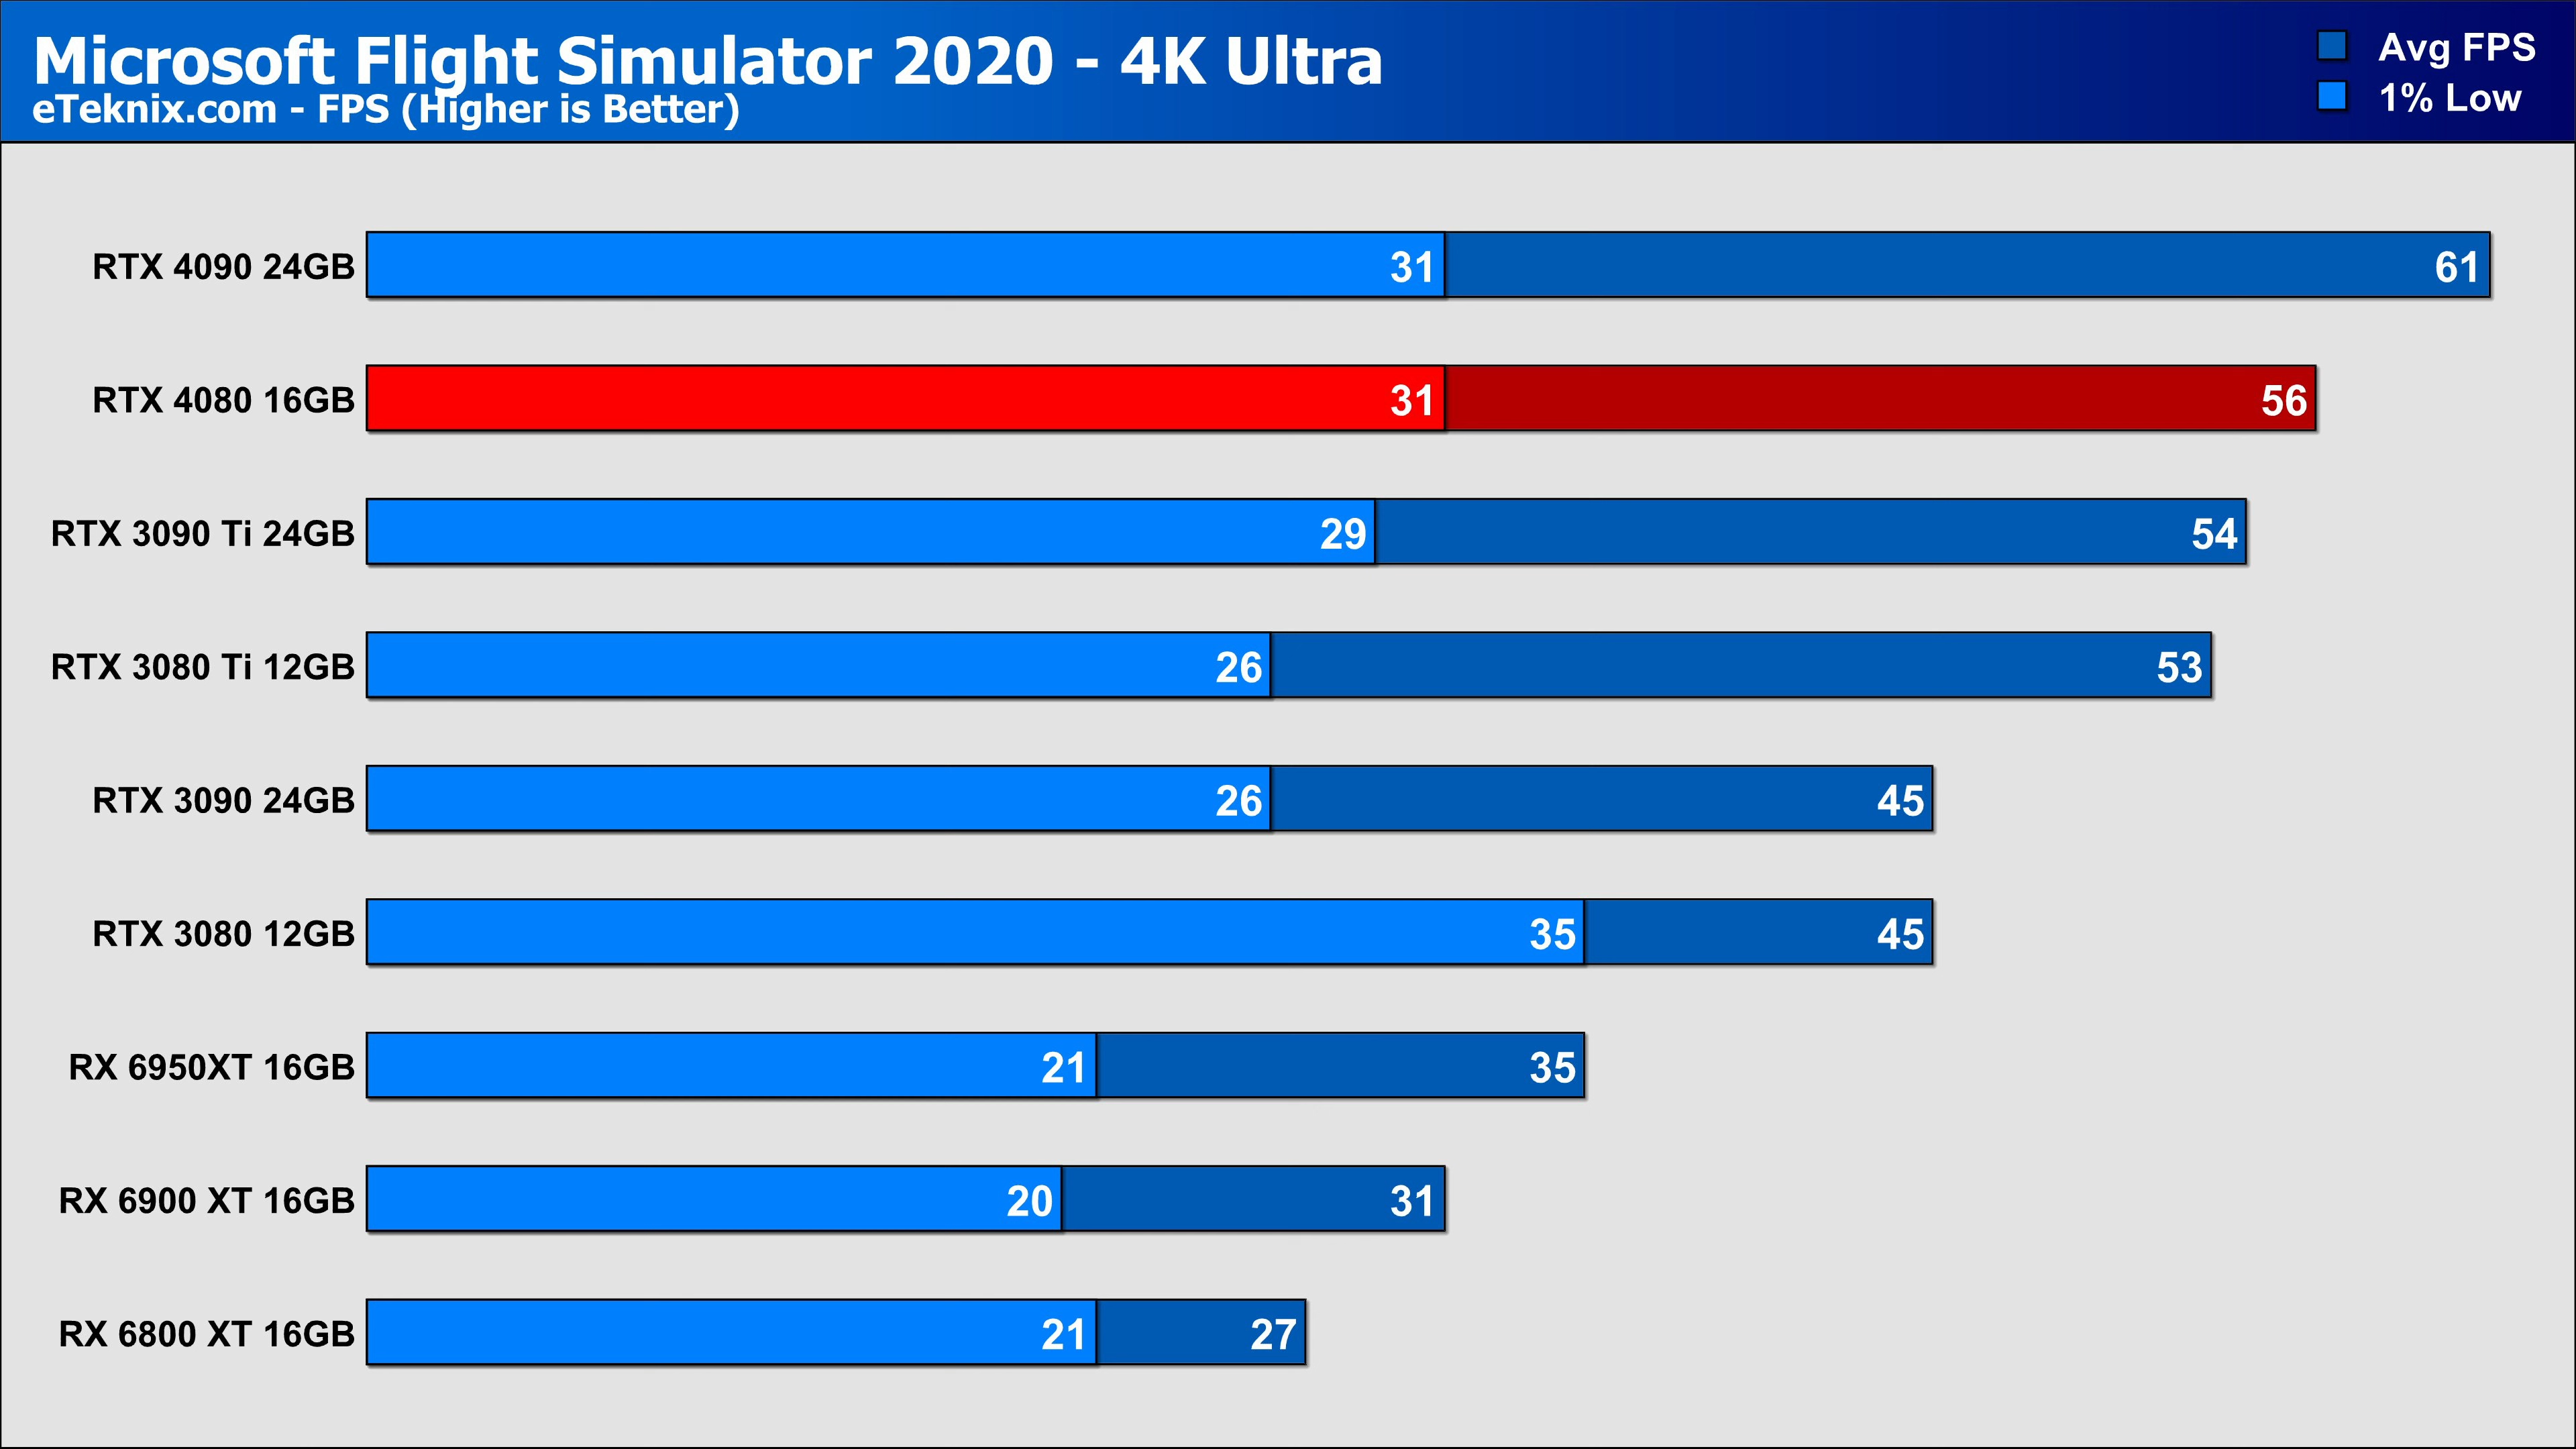 Microsoft Flight Simulator 2020 - 4K Ultra
eTeknix.com - FPS (Higher is Better)
Avg FPS
1% Low
RTX 4090 24GB 31 61
RTX 4080 16GB 31 56
RTX 3090 Ti 24GB 29 54
RTX 3080 Ti 12GB 26 53
RTX 3090 24GB 26 45
RTX 3080 12GB 35 45
RX 6950XT 16GB 21 35
RX 6900 XT 16GB 20 31
RX 6800 XT 16GB 21 27